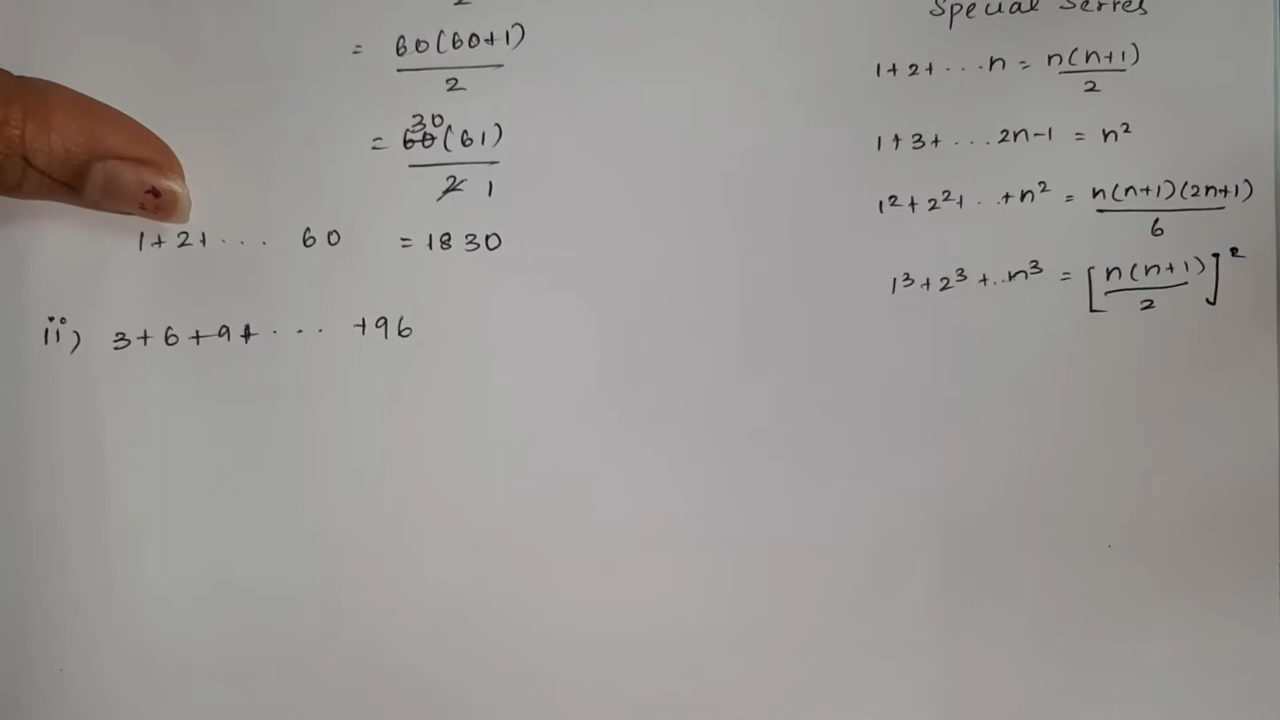 = 60(60+1)
2
= 60(61)
30
2 1
1+2+ ... 60 = 1830
ii) 3+6+9+ ... +96
Special Series
1+2+ ...n = n(n+1)
2
1+3+ ...2n-1 = n²
1²+2²+ ..+n² = n(n+1)(2n+1)
6
1³+2³+..n³ = [n(n+1)]²
2